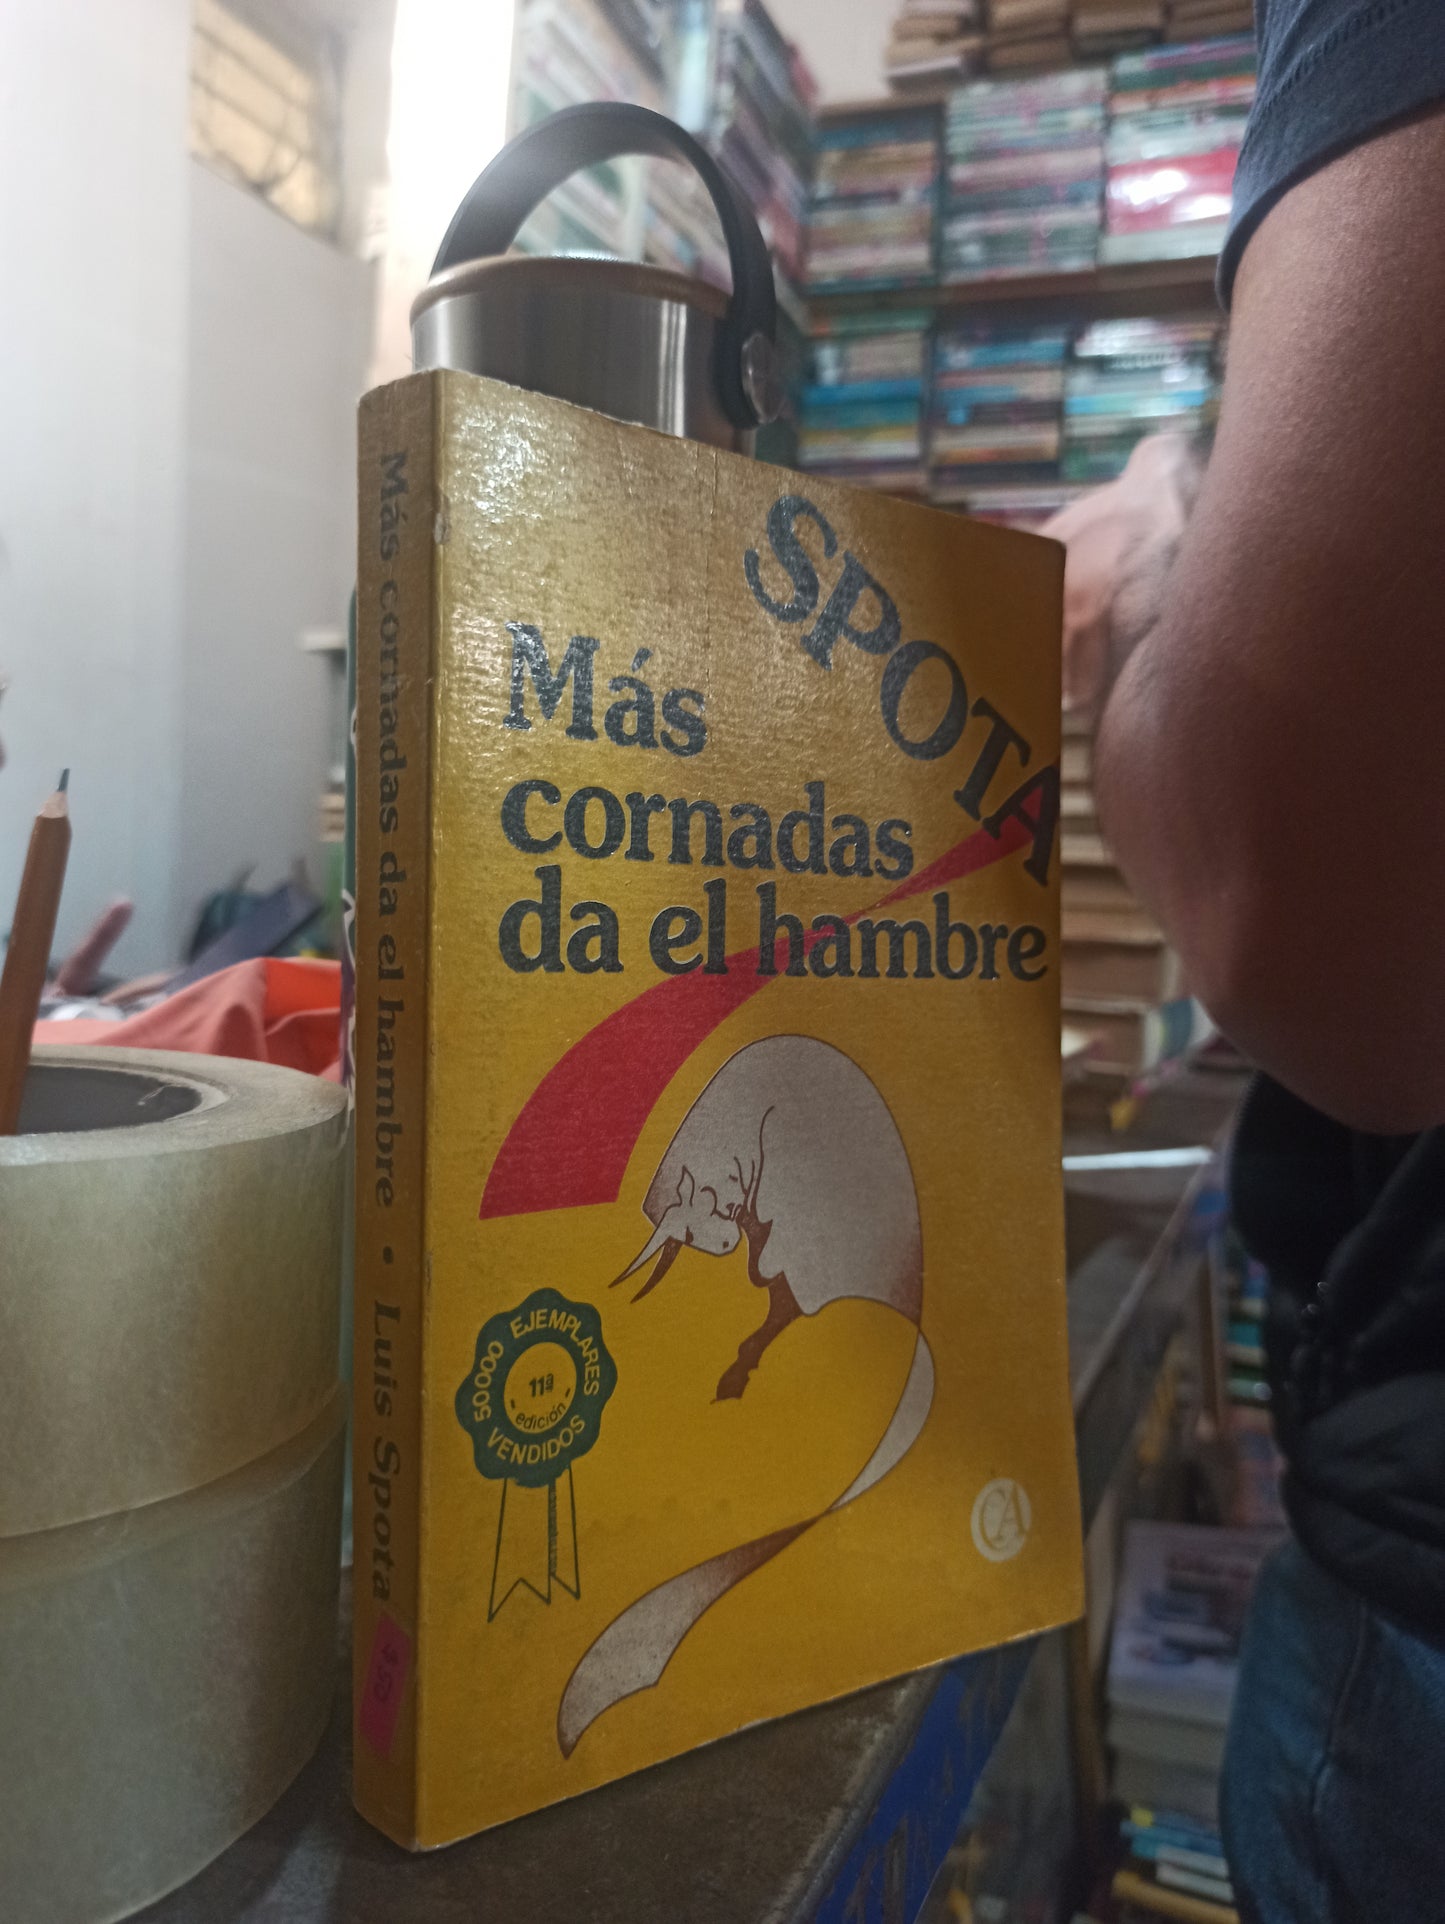 SPOTA
Más
cornadas
da el hambre
50000 EJEMPLARES
11ª
edición
VENDIDOS
CA
Más cornadas da el hambre • Luis Spota
$50